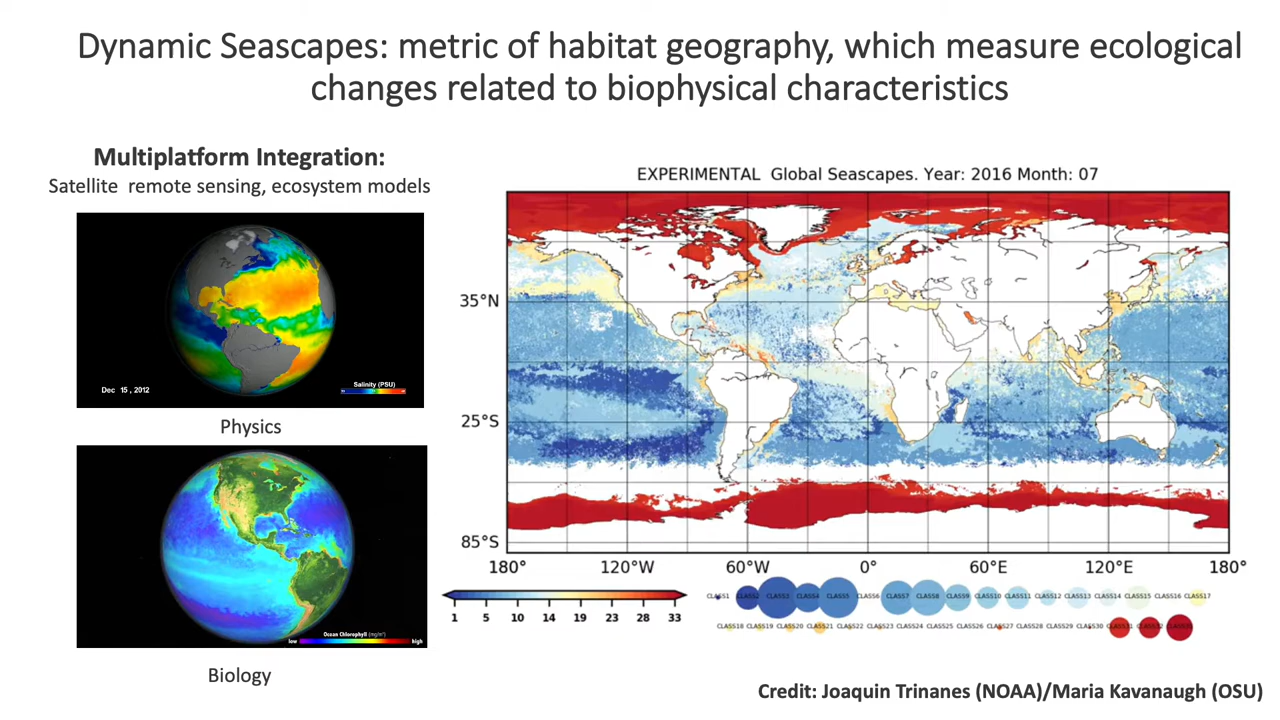 Dynamic Seascapes: metric of habitat geography, which measure ecological
changes related to biophysical characteristics
Multiplatform Integration:
Satellite remote sensing, ecosystem models
Dec 15 , 2012
Salinity (PSU)
Physics
Ocean Chlorophyll (mg/m³)
low high
Biology
EXPERIMENTAL Global Seascapes. Year: 2016 Month: 07
35°N
25°S
85°S
180° 120°W 60°W 0° 60°E 120°E 180°
1 5 10 14 19 23 28 33
CLASS1 CLASS2 CLASS3 CLASS4 CLASS5 CLASS6 CLASS7 CLASS8 CLASS9 CLASS10 CLASS11 CLASS12 CLASS13 CLASS14 CLASS15 CLASS16 CLASS17
CLASS18 CLASS19 CLASS20 CLASS21 CLASS22 CLASS23 CLASS24 CLASS25 CLASS26 CLASS27 CLASS28 CLASS29 CLASS30 CLASS31 CLASS32 CLASS33
Credit: Joaquin Trinanes (NOAA)/Maria Kavanaugh (OSU)